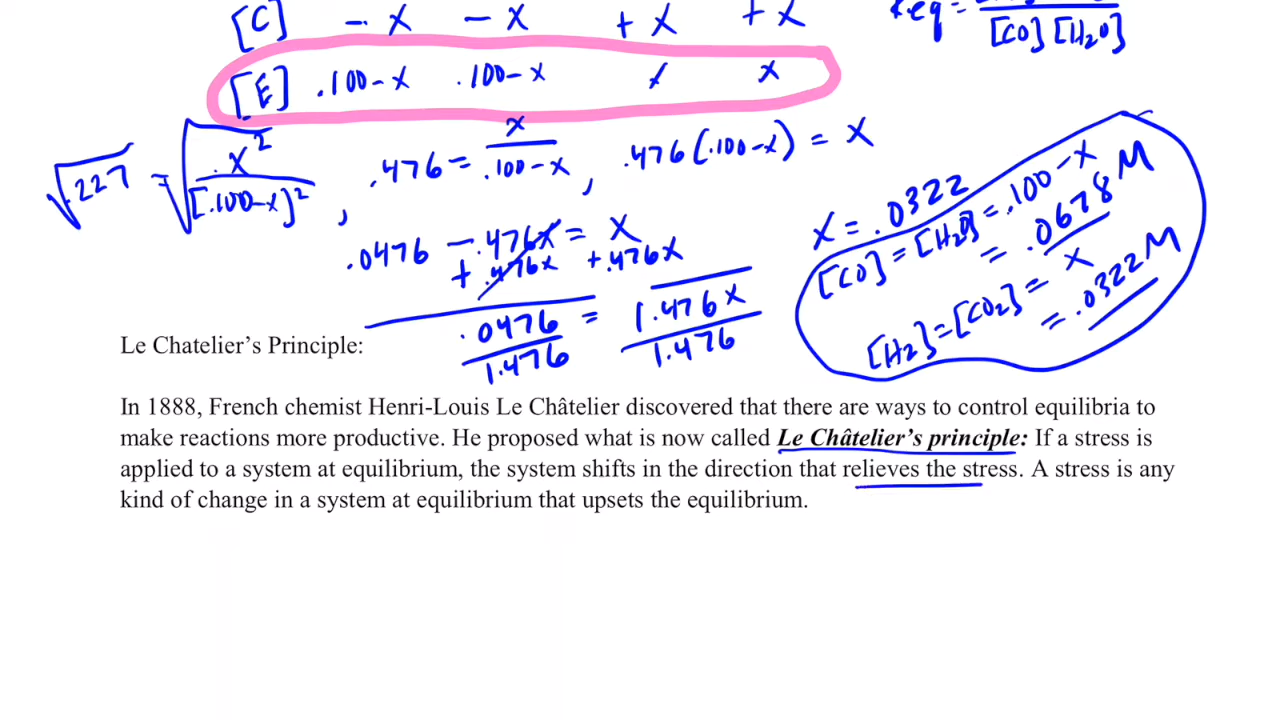 [C] - x - x + x + x
Keq =
[CO][H₂O]
[E] .100-x .100-x x x
√.227 = √x²/[.100-x]² , .476 = x/.100-x , .476(.100-x) = x
.0476 - .476x = x
+ .476x +.476x
.0476 = 1.476x
1.476 1.476
x = .0322
[CO] = [H₂O] = .100-x
= .0678 M
[H₂] = [CO₂] = x
= .0322 M
Le Chatelier’s Principle:
In 1888, French chemist Henri-Louis Le Châtelier discovered that there are ways to control equilibria to
make reactions more productive. He proposed what is now called Le Châtelier’s principle: If a stress is
applied to a system at equilibrium, the system shifts in the direction that relieves the stress. A stress is any
kind of change in a system at equilibrium that upsets the equilibrium.